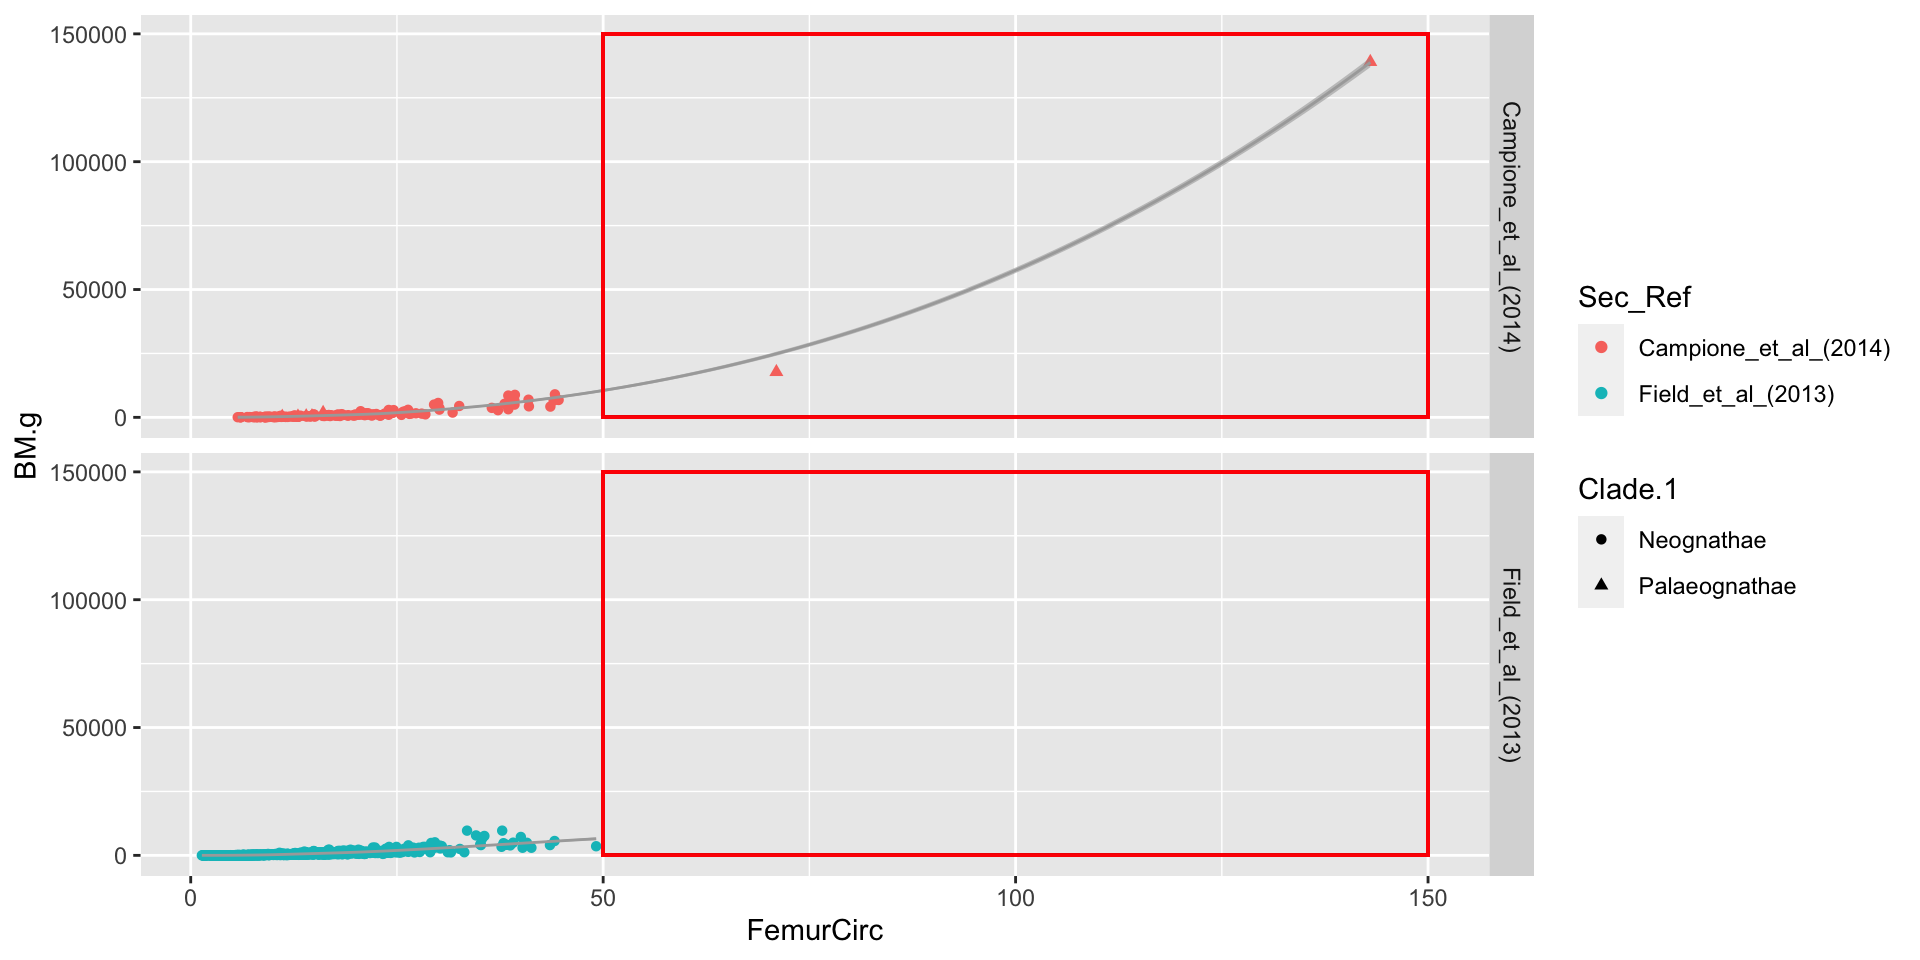 150000
100000
50000
0
Campione_et_al_(2014)
150000
100000
50000
0
Field_et_al_(2013)
0 50 100 150
FemurCirc
BM.g
Sec_Ref
Campione_et_al_(2014)
Field_et_al_(2013)
Clade.1
Neognathae
Palaeognathae